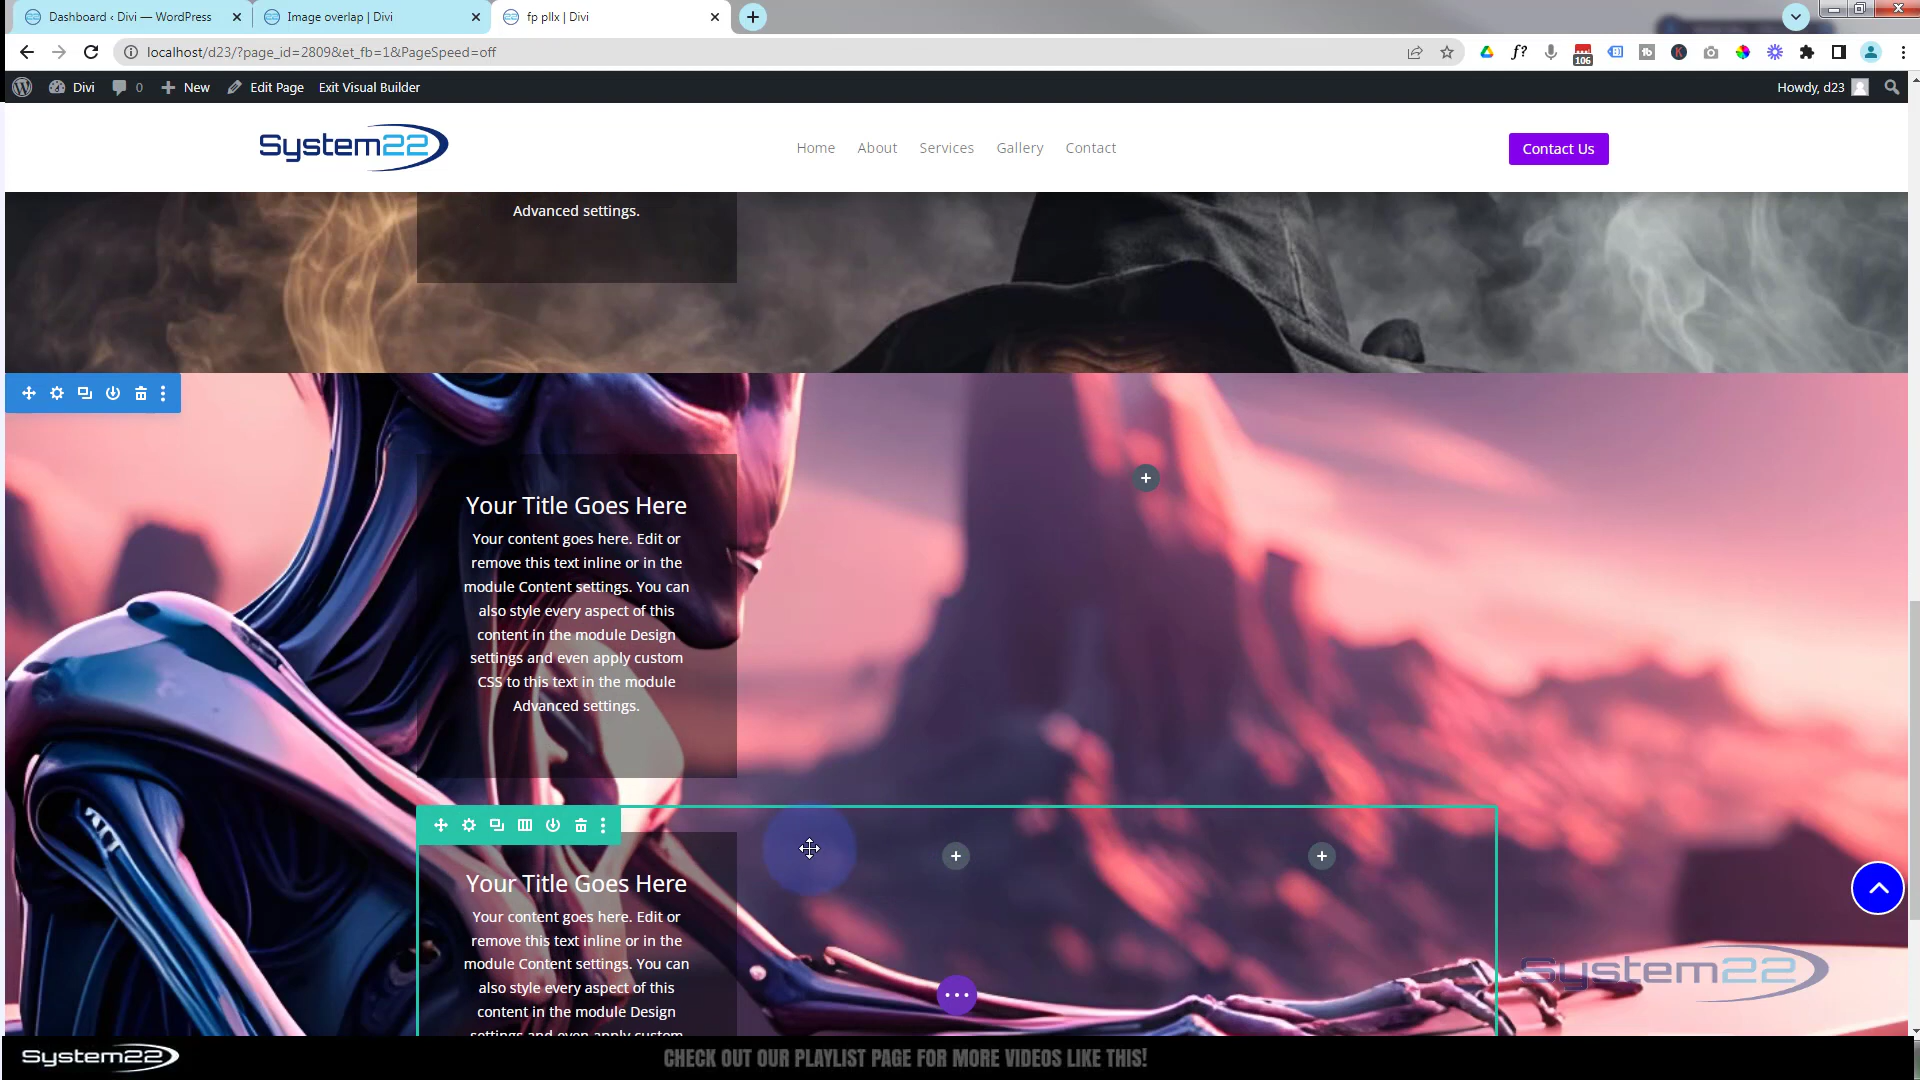 Dashboard ‹ Divi — WordPress
Image overlap | Divi
fp pllx | Divi
localhost/d23/?page_id=2809&et_fb=1&PageSpeed=off
f?
106
Divi
0
New
Edit Page
Exit Visual Builder
Howdy, d23
System22
Home
About
Services
Gallery
Contact
Contact Us
Advanced settings.
Your Title Goes Here
Your content goes here. Edit or
remove this text inline or in the
module Content settings. You can
also style every aspect of this
content in the module Design
settings and even apply custom
CSS to this text in the module
Advanced settings.
Your Title Goes Here
Your content goes here. Edit or
remove this text inline or in the
module Content settings. You can
also style every aspect of this
content in the module Design
settings and even apply custom
System22
System22
CHECK OUT OUR PLAYLIST PAGE FOR MORE VIDEOS LIKE THIS!